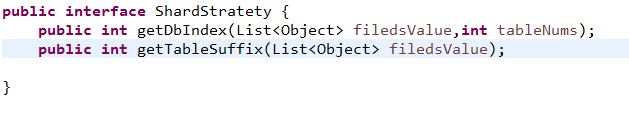 public interface ShardStratety {
public int getDbIndex(List<Object> filedsValue,int tableNums);
public int getTableSuffix(List<Object> filedsValue);
}